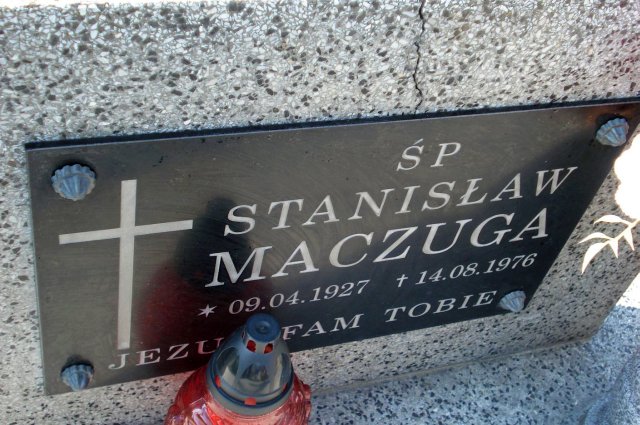 ŚP
STANISŁAW
MACZUGA
* 09.04.1927 † 14.08.1976
JEZU FAM TOBIE